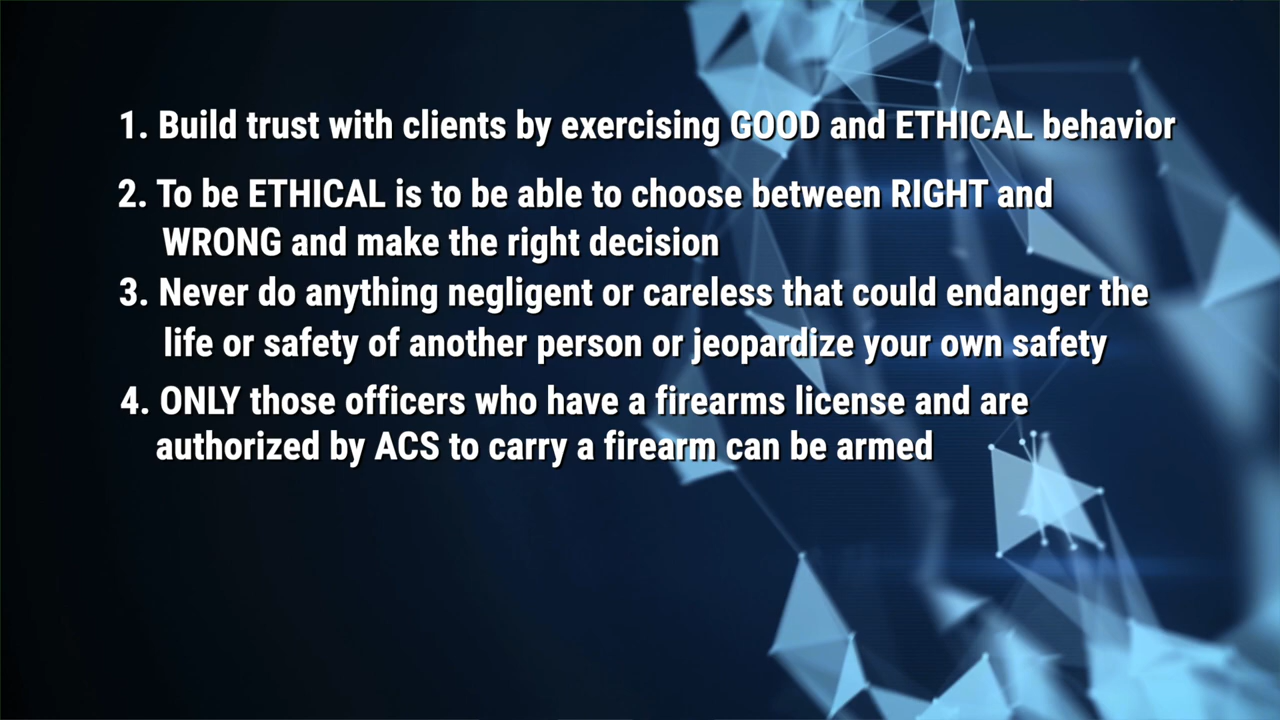 1. Build trust with clients by exercising GOOD and ETHICAL behavior
2. To be ETHICAL is to be able to choose between RIGHT and
WRONG and make the right decision
3. Never do anything negligent or careless that could endanger the
life or safety of another person or jeopardize your own safety
4. ONLY those officers who have a firearms license and are
authorized by ACS to carry a firearm can be armed